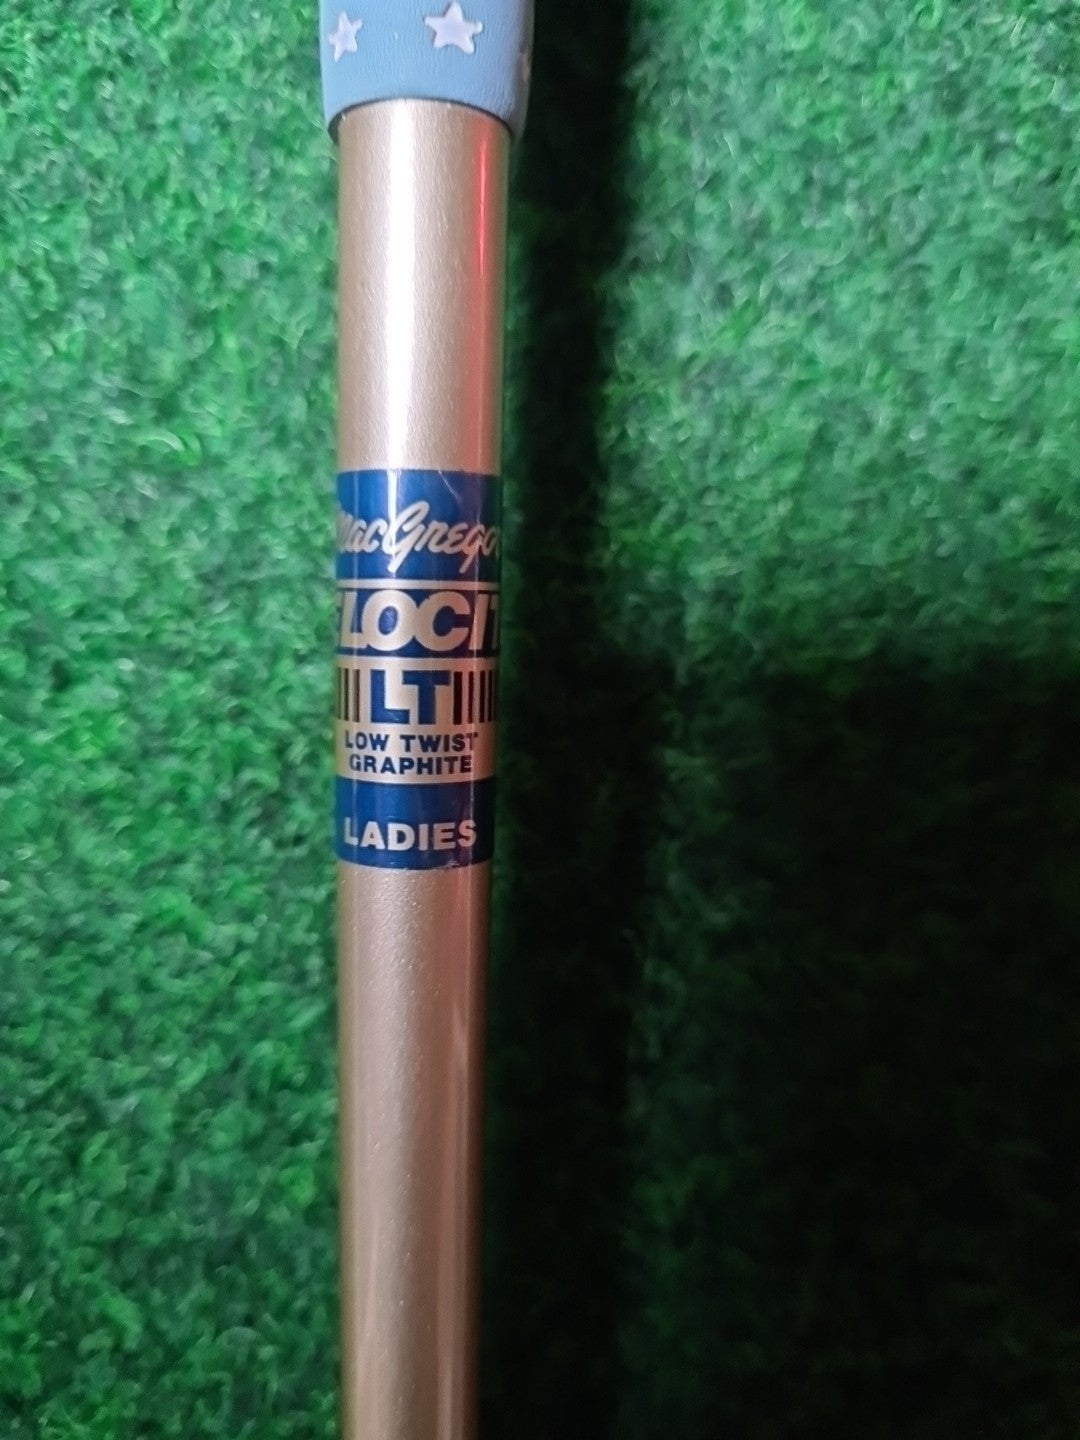 MacGregor
ELOCIT
LT
LOW TWIST
GRAPHITE
LADIES